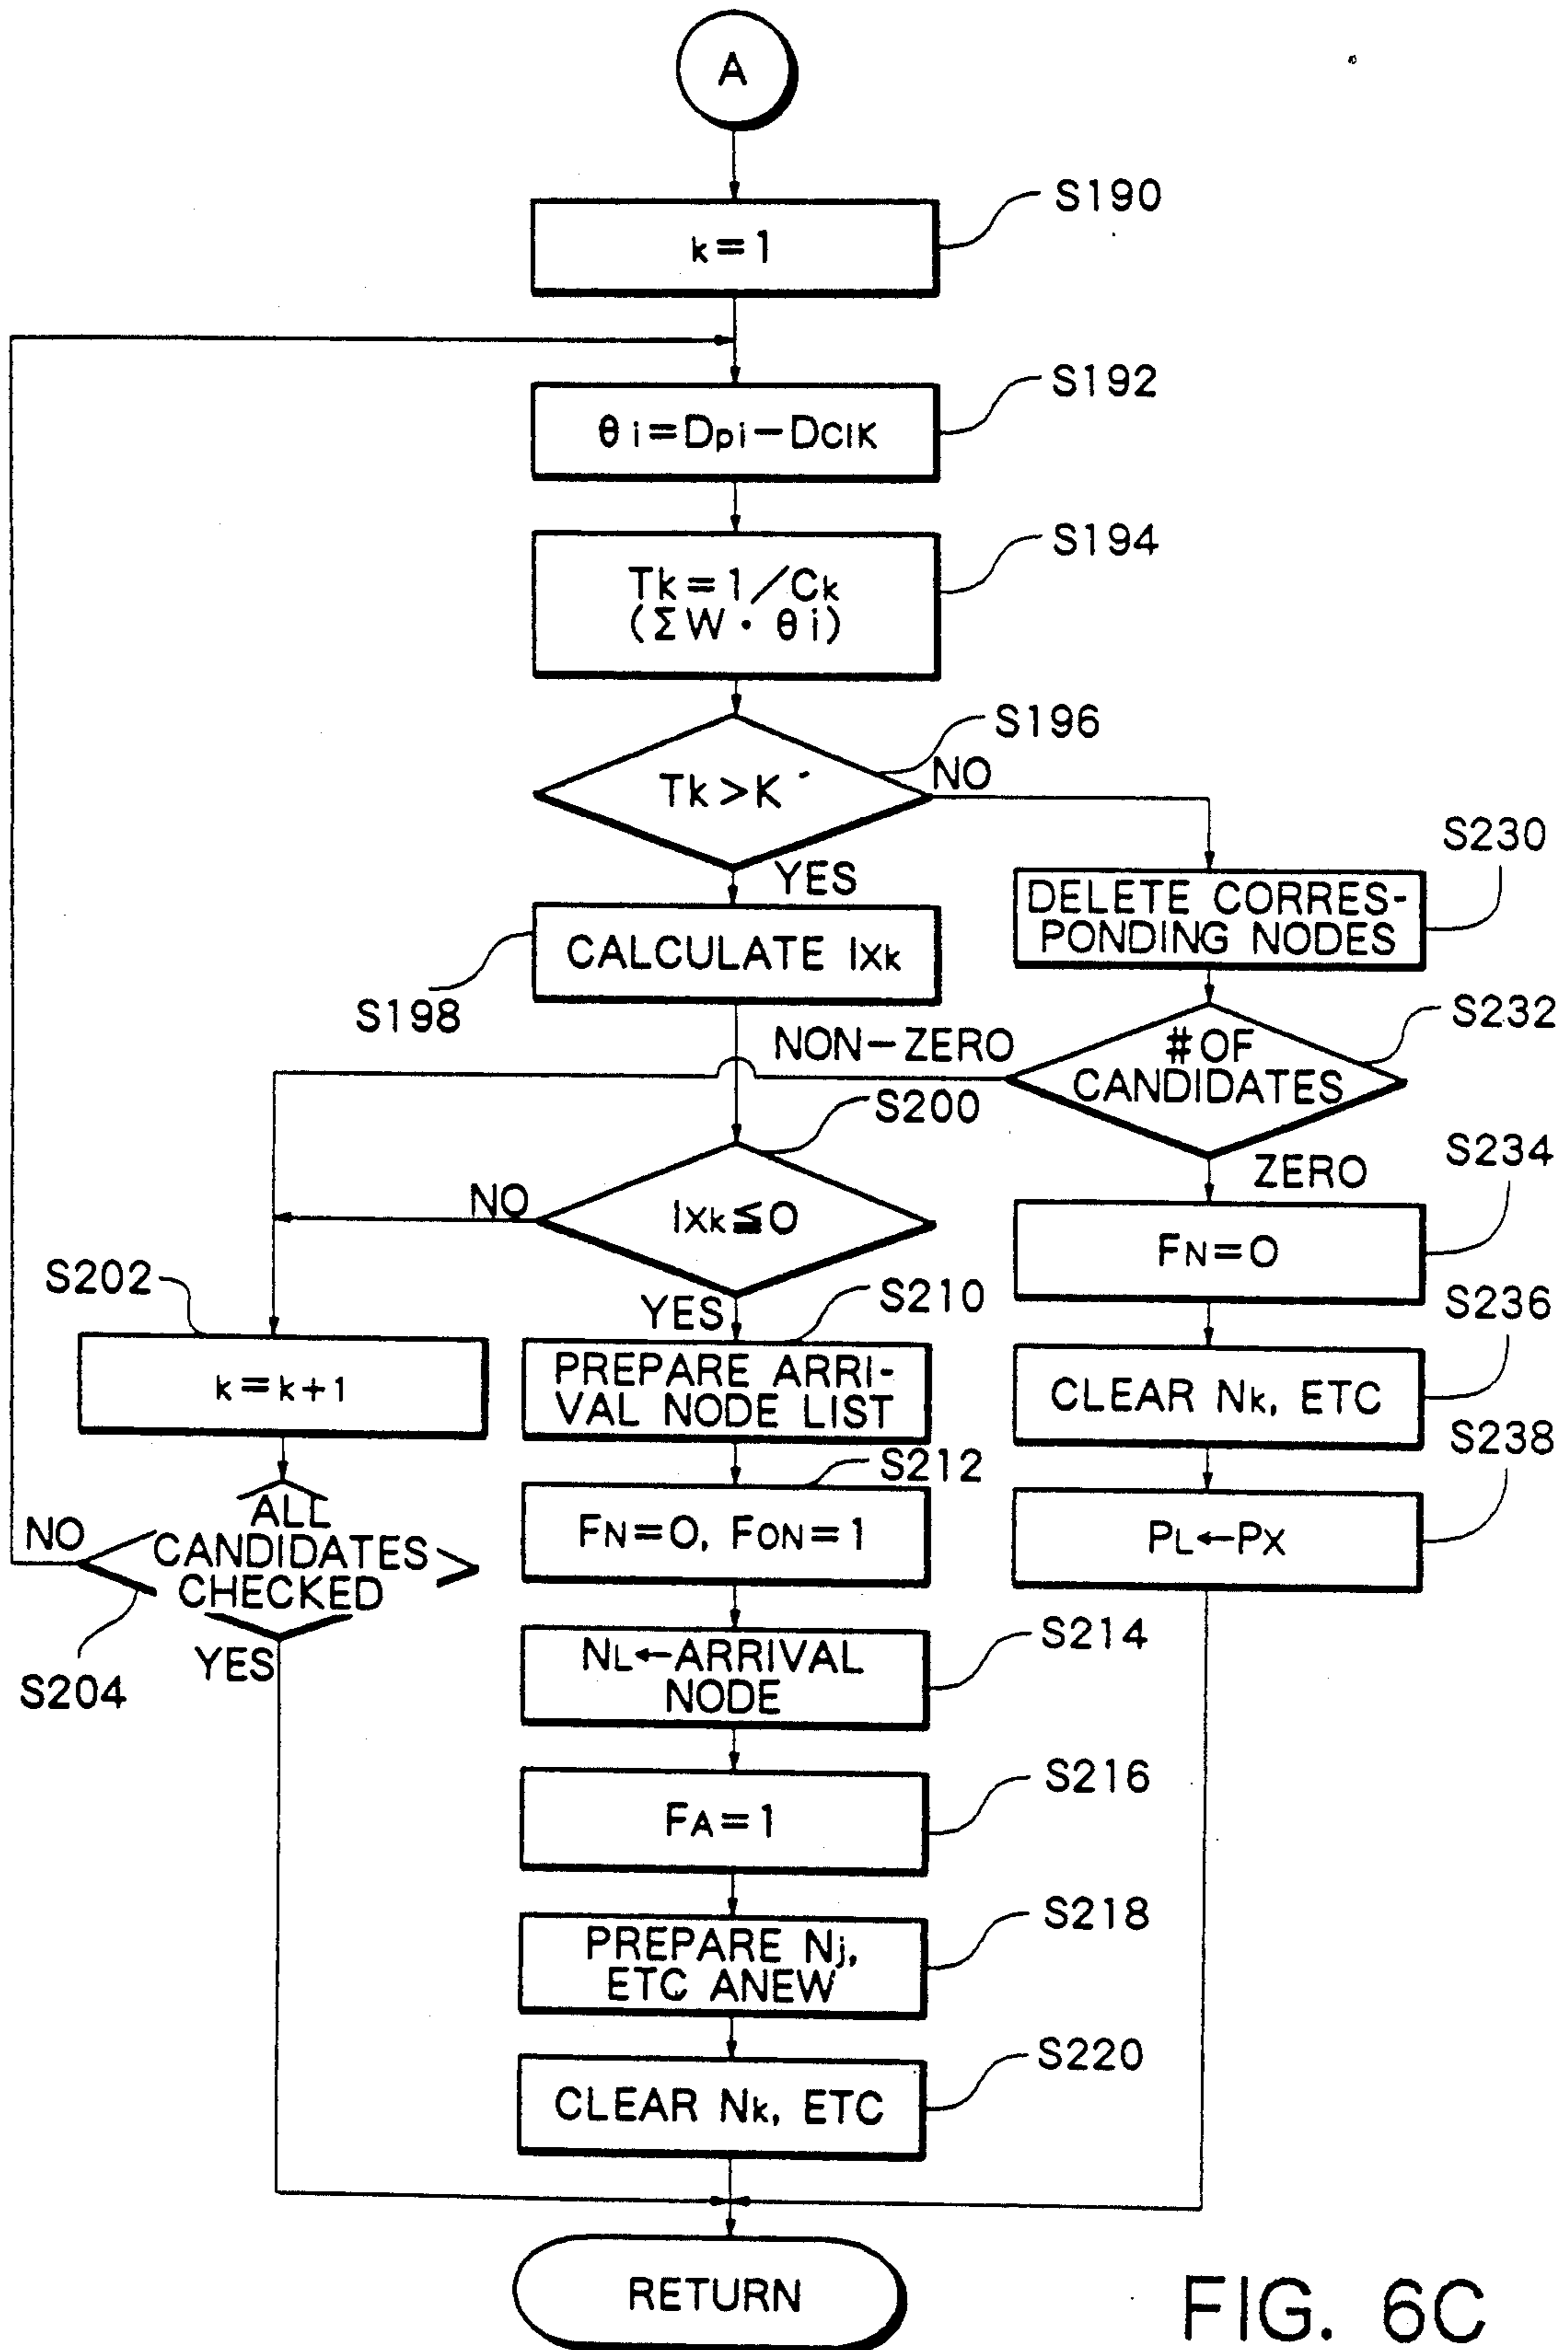 A
S190
k=1
S192
θi=Dpi−DCIK
S194
Tk=1/Ck
(ΣW・θi)
S196
Tk>K
NO
YES
S230
DELETE CORRES-
PONDING NODES
CALCULATE lxk
S198
S232
NON-ZERO
# OF
CANDIDATES
S200
ZERO
S234
lxk≦0
NO
FN=0
S202
YES
S210
S236
k=k+1
PREPARE ARRI-
VAL NODE LIST
CLEAR Nk, ETC
S212
S238
ALL
CANDIDATES
CHECKED
NO
FN=0, FON=1
PL←PX
YES
S204
S214
NL←ARRIVAL
NODE
S216
FA=1
S218
PREPARE Nj,
ETC ANEW
S220
CLEAR Nk, ETC
RETURN
FIG. 6C